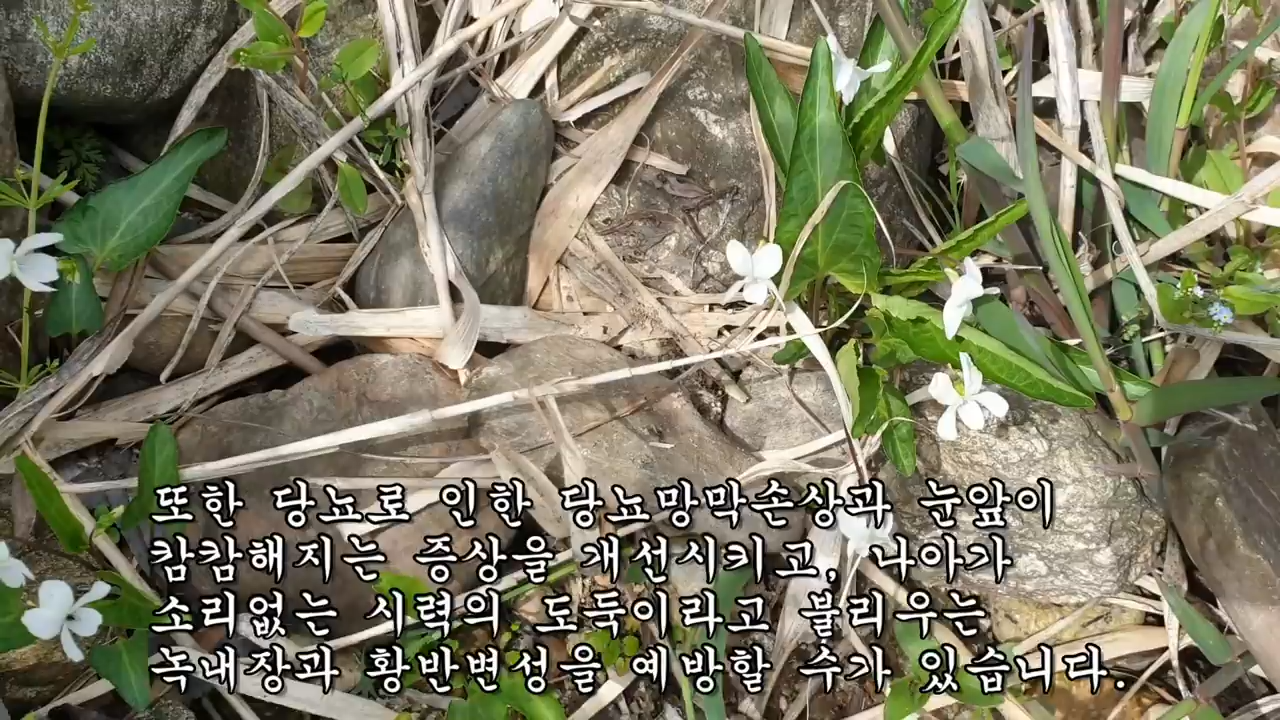 또한 당뇨로 인한 당뇨망막손상과 눈앞이
캄캄해지는 증상을 개선시키고, 나아가
소리없는 시력의 도둑이라고 불리우는
녹내장과 황반변성을 예방할 수가 있습니다.